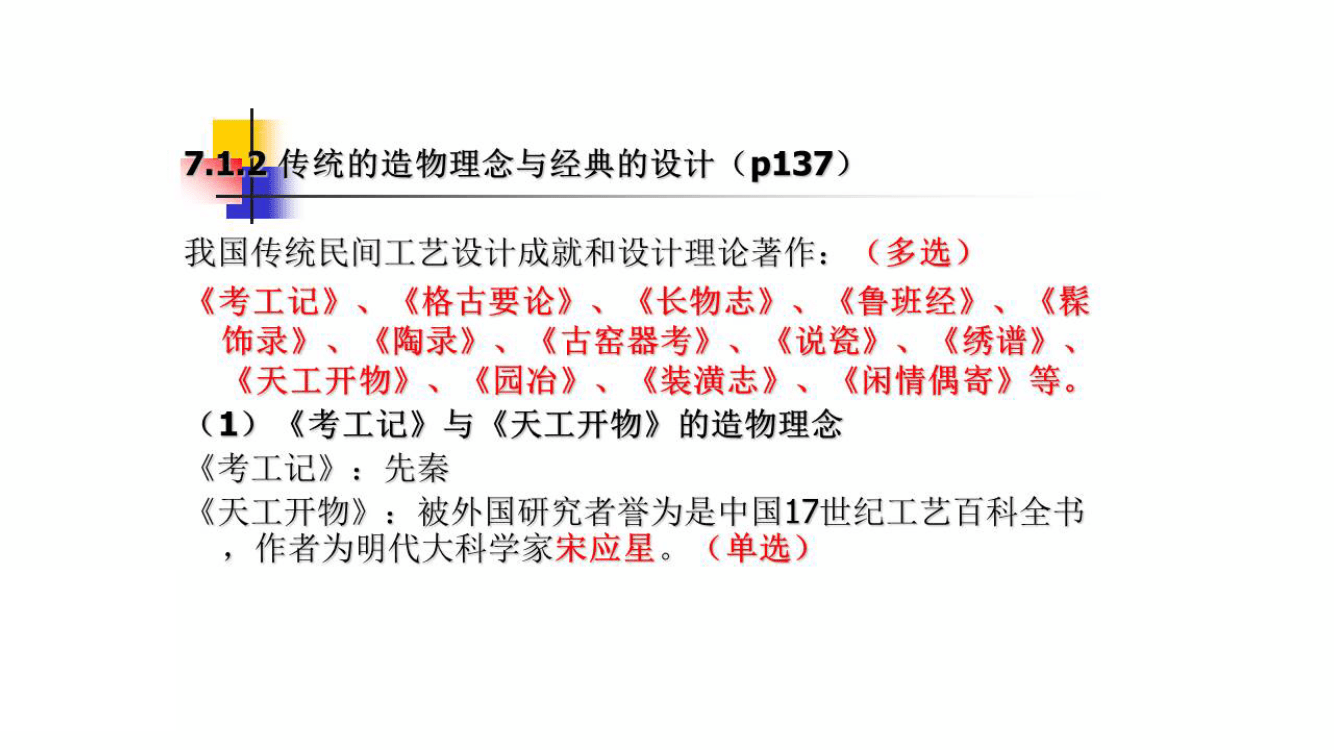 7.1.2 传统的造物理念与经典的设计（p137）
我国传统民间工艺设计成就和设计理论著作：（多选）
《考工记》、《格古要论》、《长物志》、《鲁班经》、《髹
饰录》、《陶录》、《古窑器考》、《说瓷》、《绣谱》、
《天工开物》、《园冶》、《装潢志》、《闲情偶寄》等。
（1）《考工记》与《天工开物》的造物理念
《考工记》：先秦
《天工开物》：被外国研究者誉为是中国17世纪工艺百科全书
，作者为明代大科学家宋应星。（单选）